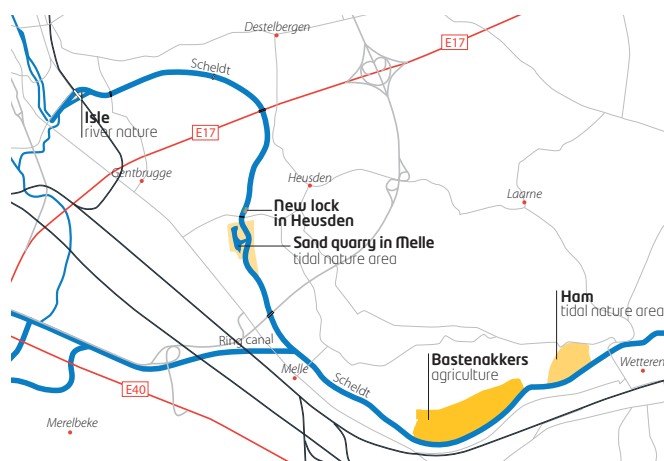 Destelbergen
E17
Scheldt
Isle
river nature
E17
Gentbrugge
Heusden
Laarne
New lock
in Heusden
Sand quarry in Melle
tidal nature area
Ham
tidal nature area
Ring canal
Bastenakkers
agriculture
Melle
Wetteren
Scheldt
E40
Merelbeke